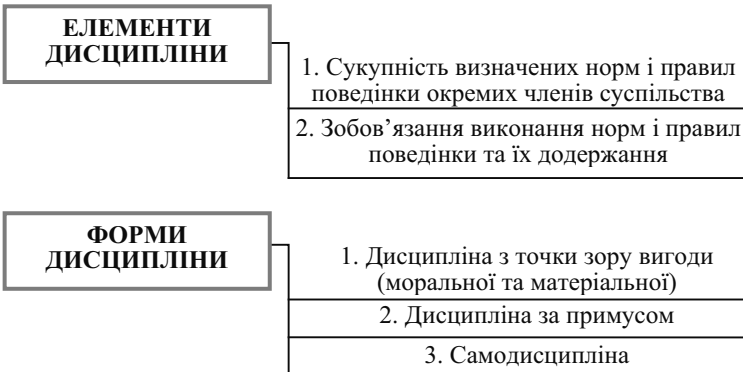 ЕЛЕМЕНТИ
ДИСЦИПЛІНИ
1. Сукупність визначених норм і правил
поведінки окремих членів суспільства
2. Зобов’язання виконання норм і правил
поведінки та їх додержання
ФОРМИ
ДИСЦИПЛІНИ
1. Дисципліна з точки зору вигоди
(моральної та матеріальної)
2. Дисципліна за примусом
3. Самодисципліна